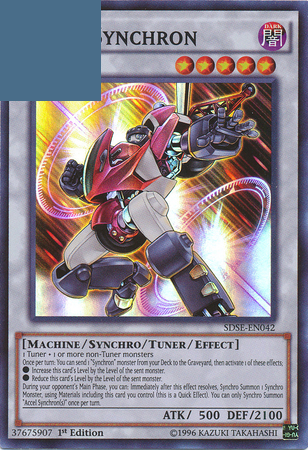 SYNCHRON
DARK
闇
SDSE-EN042
[MACHINE/SYNCHRO/TUNER/EFFECT]
1 Tuner + 1 or more non-Tuner monsters
Once per turn: You can send 1 "Synchron" monster from your Deck to the Graveyard, then activate 1 of these effects.
● Increase this card's Level by the Level of the sent monster.
● Reduce this card's Level by the Level of the sent monster.
During your opponent's Main Phase, you can: Immediately after this effect resolves, Synchro Summon 1 Synchro
Monster, using Materials including this card you control (this is a Quick Effect). You can only Synchro Summon
"Accel Synchron(s)" once per turn.
ATK/ 500 DEF/2100
37675907 1st Edition ©1996 KAZUKI TAKAHASHI